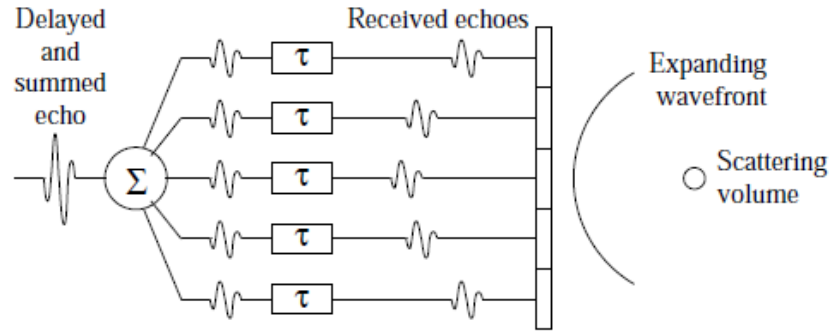 Delayed
and
summed
echo
Received echoes
Expanding
wavefront
Scattering
volume
Σ
τ
τ
τ
τ
τ